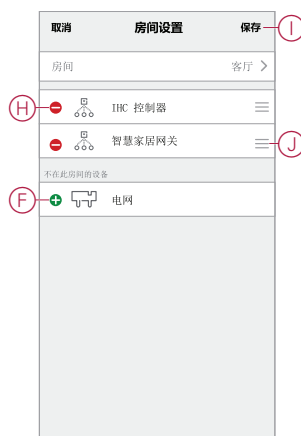 取消 房间设置 保存 I
房间 客厅
H IHC 控制器
智慧家居网关 J
不在此房间的设备
F 电网